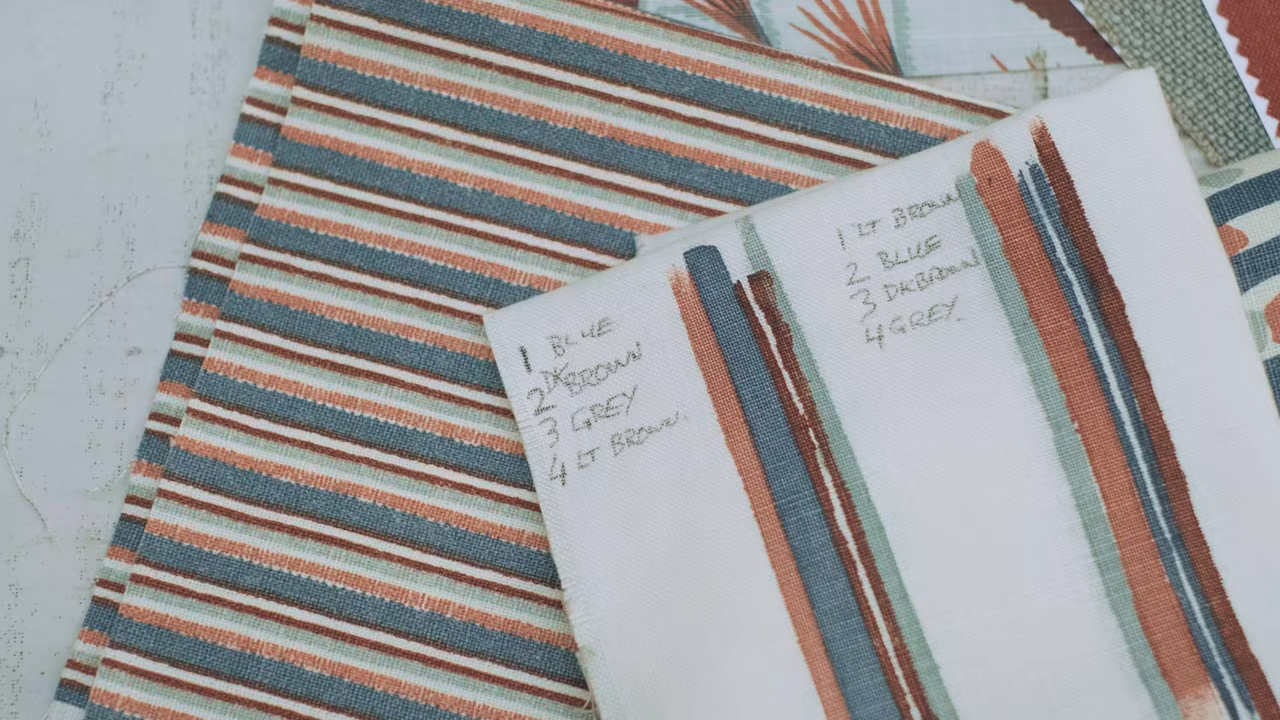 1 BLUE
2 DK BROWN
3 GREY
4 LT BROWN.
1 LT BROWN
2 BLUE
3 DK BROWN
4 GREY.